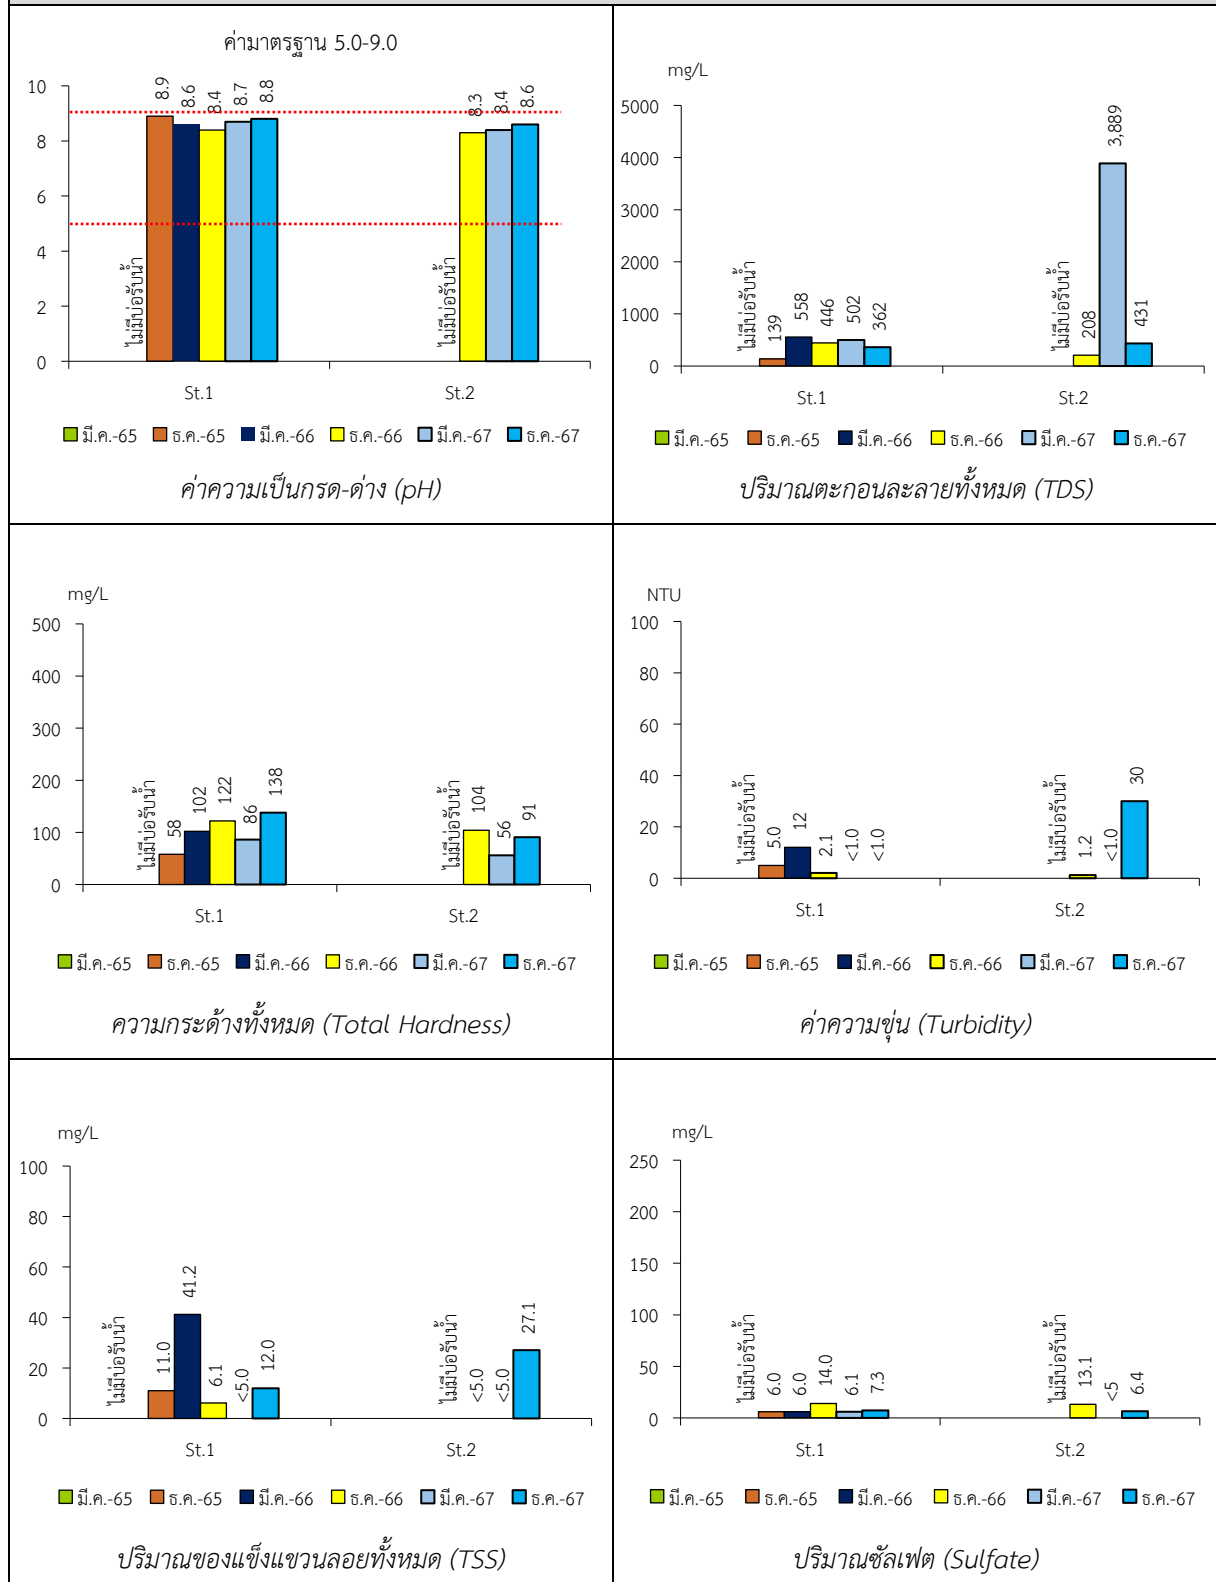 ค่ามาตรฐาน 5.0-9.0
10
8
6
4
2
0
ไม่มีบ่อรับน้ำ
8.9
8.6
8.4
8.7
8.8
ไม่มีบ่อรับน้ำ
8.3
8.4
8.6
St.1
St.2
มี.ค.-65 ธ.ค.-65 มี.ค.-66 ธ.ค.-66 มี.ค.-67 ธ.ค.-67
ค่าความเป็นกรด-ด่าง (pH)
mg/L
5000
4000
3000
2000
1000
0
ไม่มีบ่อรับน้ำ
139
558
446
502
362
ไม่มีบ่อรับน้ำ
208
3,889
431
St.1
St.2
มี.ค.-65 ธ.ค.-65 มี.ค.-66 ธ.ค.-66 มี.ค.-67 ธ.ค.-67
ปริมาณตะกอนละลายทั้งหมด (TDS)
mg/L
500
400
300
200
100
0
ไม่มีบ่อรับน้ำ
58
102
122
86
138
ไม่มีบ่อรับน้ำ
104
56
91
St.1
St.2
มี.ค.-65 ธ.ค.-65 มี.ค.-66 ธ.ค.-66 มี.ค.-67 ธ.ค.-67
ความกระด้างทั้งหมด (Total Hardness)
NTU
100
80
60
40
20
0
ไม่มีบ่อรับน้ำ
5.0
12
2.1
<1.0
<1.0
ไม่มีบ่อรับน้ำ
1.2
<1.0
30
St.1
St.2
มี.ค.-65 ธ.ค.-65 มี.ค.-66 ธ.ค.-66 มี.ค.-67 ธ.ค.-67
ค่าความขุ่น (Turbidity)
mg/L
100
80
60
40
20
0
ไม่มีบ่อรับน้ำ
11.0
41.2
6.1
<5.0
12.0
ไม่มีบ่อรับน้ำ
<5.0
<5.0
27.1
St.1
St.2
มี.ค.-65 ธ.ค.-65 มี.ค.-66 ธ.ค.-66 มี.ค.-67 ธ.ค.-67
ปริมาณของแข็งแขวนลอยทั้งหมด (TSS)
mg/L
250
200
150
100
50
0
ไม่มีบ่อรับน้ำ
6.0
6.0
14.0
6.1
7.3
ไม่มีบ่อรับน้ำ
13.1
<5
6.4
St.1
St.2
มี.ค.-65 ธ.ค.-65 มี.ค.-66 ธ.ค.-66 มี.ค.-67 ธ.ค.-67
ปริมาณซัลเฟต (Sulfate)